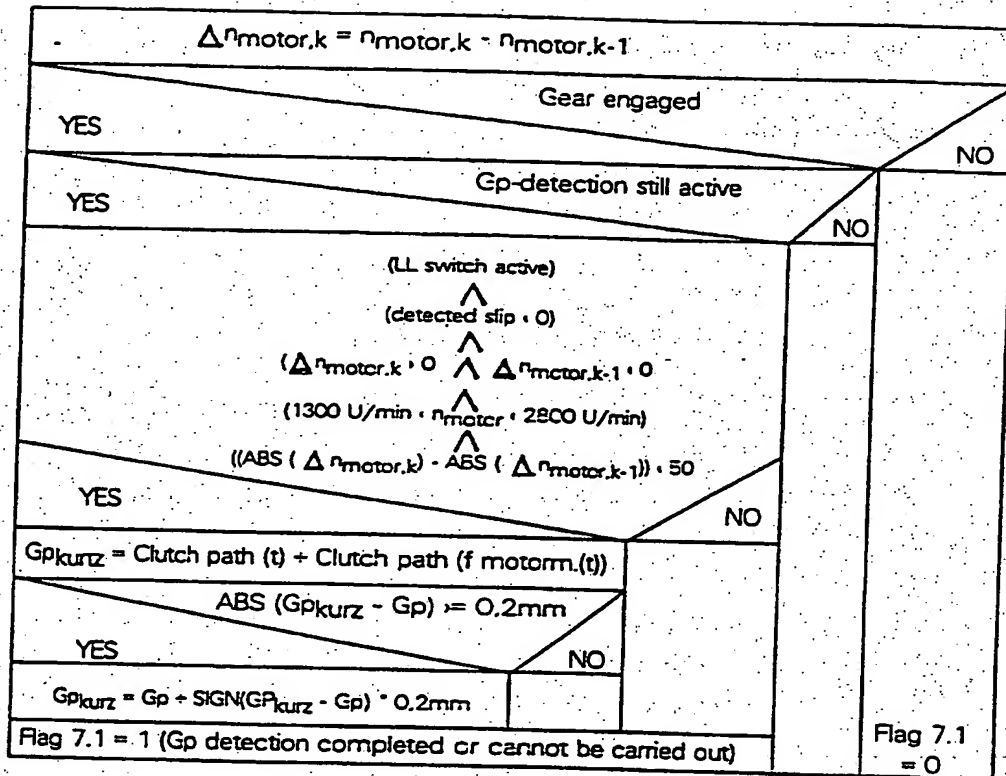 Δnmotor,k = nmotor,k - nmotor,k-1
Gear engaged
YES
NO
Gp-detection still active
YES
NO
(LL switch active)
Λ
(detected slip ‹ 0)
Λ
(Δnmotor,k › 0 Λ Δnmotor,k-1 ‹ 0
Λ
(1300 U/min ‹ nmotor ‹ 2800 U/min)
Λ
((ABS (Δnmotor,k) - ABS (Δnmotor,k-1)) ‹ 50
YES
NO
Gpkurz = Clutch path (t) + Clutch path (f motorm.(t))
ABS (Gpkurz - Gp) >= 0.2mm
YES
NO
Gpkurz = Gp + SIGN(GPkurz - Gp) * 0.2mm
Flag 7.1 = 1 (Gp detection completed or cannot be carried out)
Flag 7.1
= 0